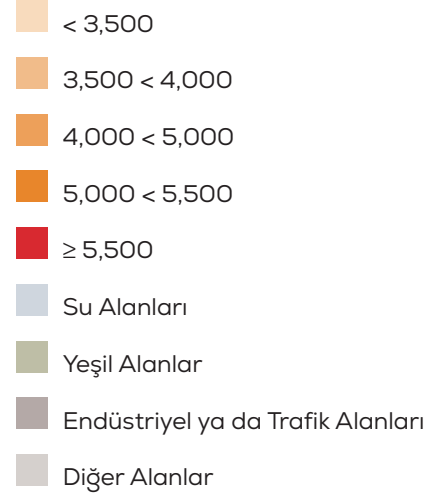 < 3,500
3,500 < 4,000
4,000 < 5,000
5,000 < 5,500
≥ 5,500
Su Alanları
Yeşil Alanlar
Endüstriyel ya da Trafik Alanları
Diğer Alanlar